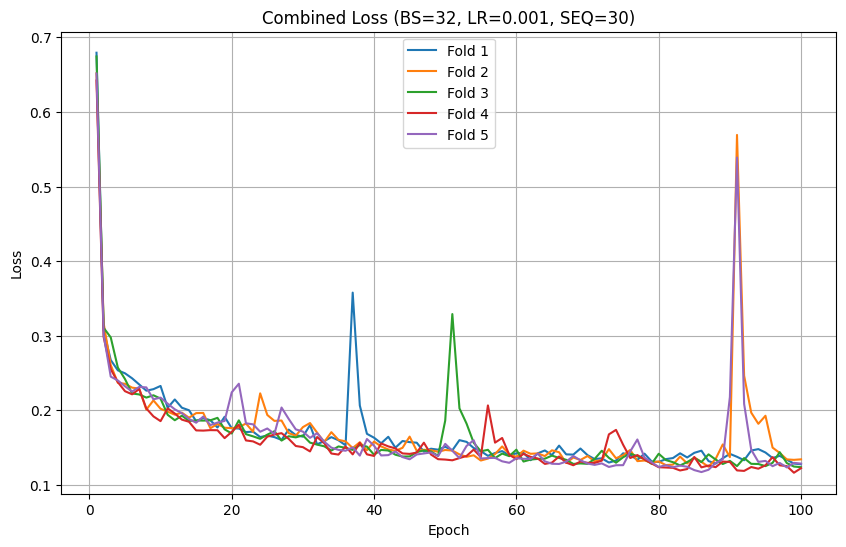 Combined Loss (BS=32, LR=0.001, SEQ=30)
Fold 1
Fold 2
Fold 3
Fold 4
Fold 5
Loss
0.7
0.6
0.5
0.4
0.3
0.2
0.1
0
20
40
60
80
100
Epoch